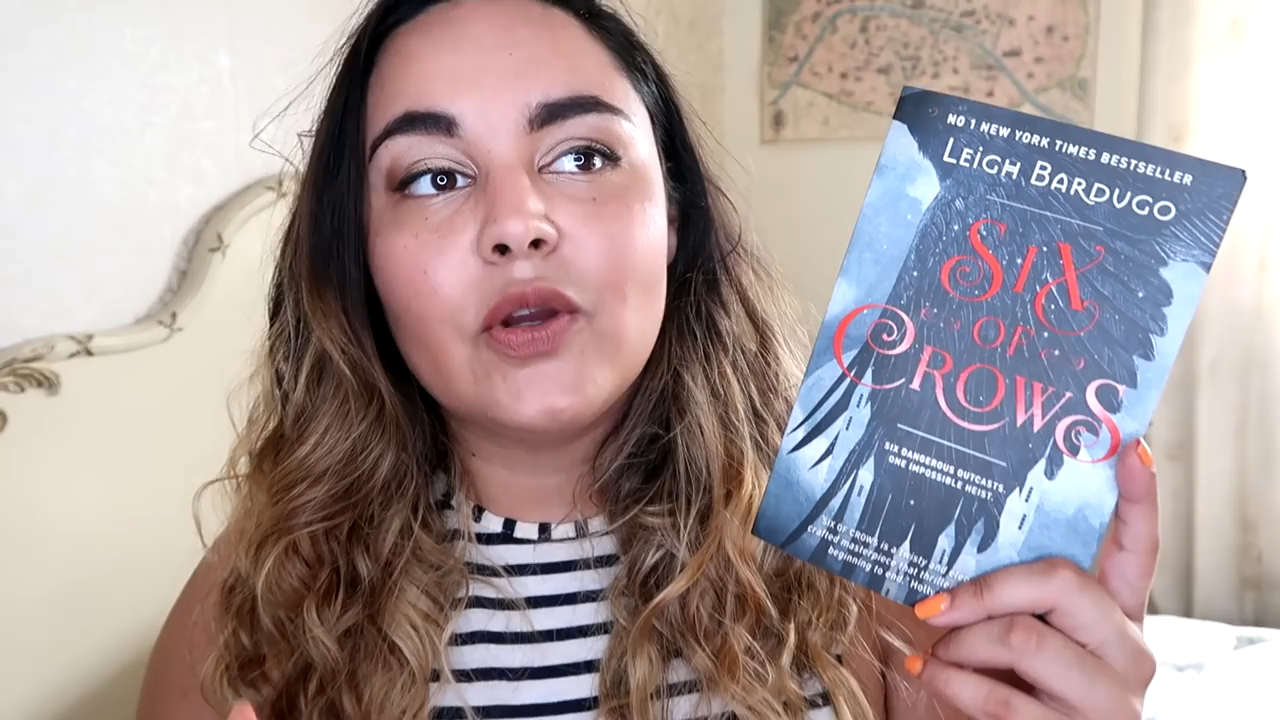 NO 1 NEW YORK TIMES BESTSELLER
LEIGH BARDUGO
SIX
OF
CROWS
SIX DANGEROUS OUTCASTS.
ONE IMPOSSIBLE HEIST.
'SIX OF CROWS is a twisty and
crafted masterpiece that
beginning to end.'